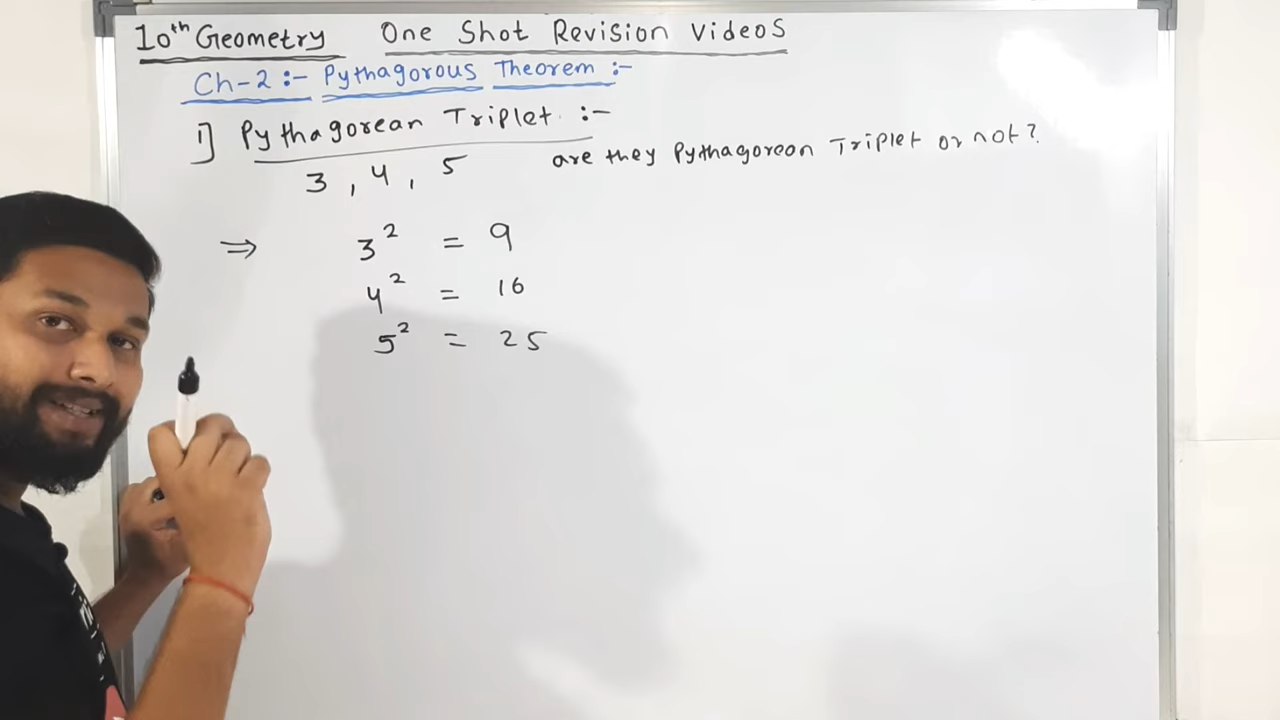 10th Geometry One Shot Revision Videos
Ch-2 :- Pythagorous Theorem :-
1] Pythagorean Triplet :-
3 , 4 , 5 are they Pythagorean Triplet or not?
⇒ 3² = 9
4² = 16
5² = 25